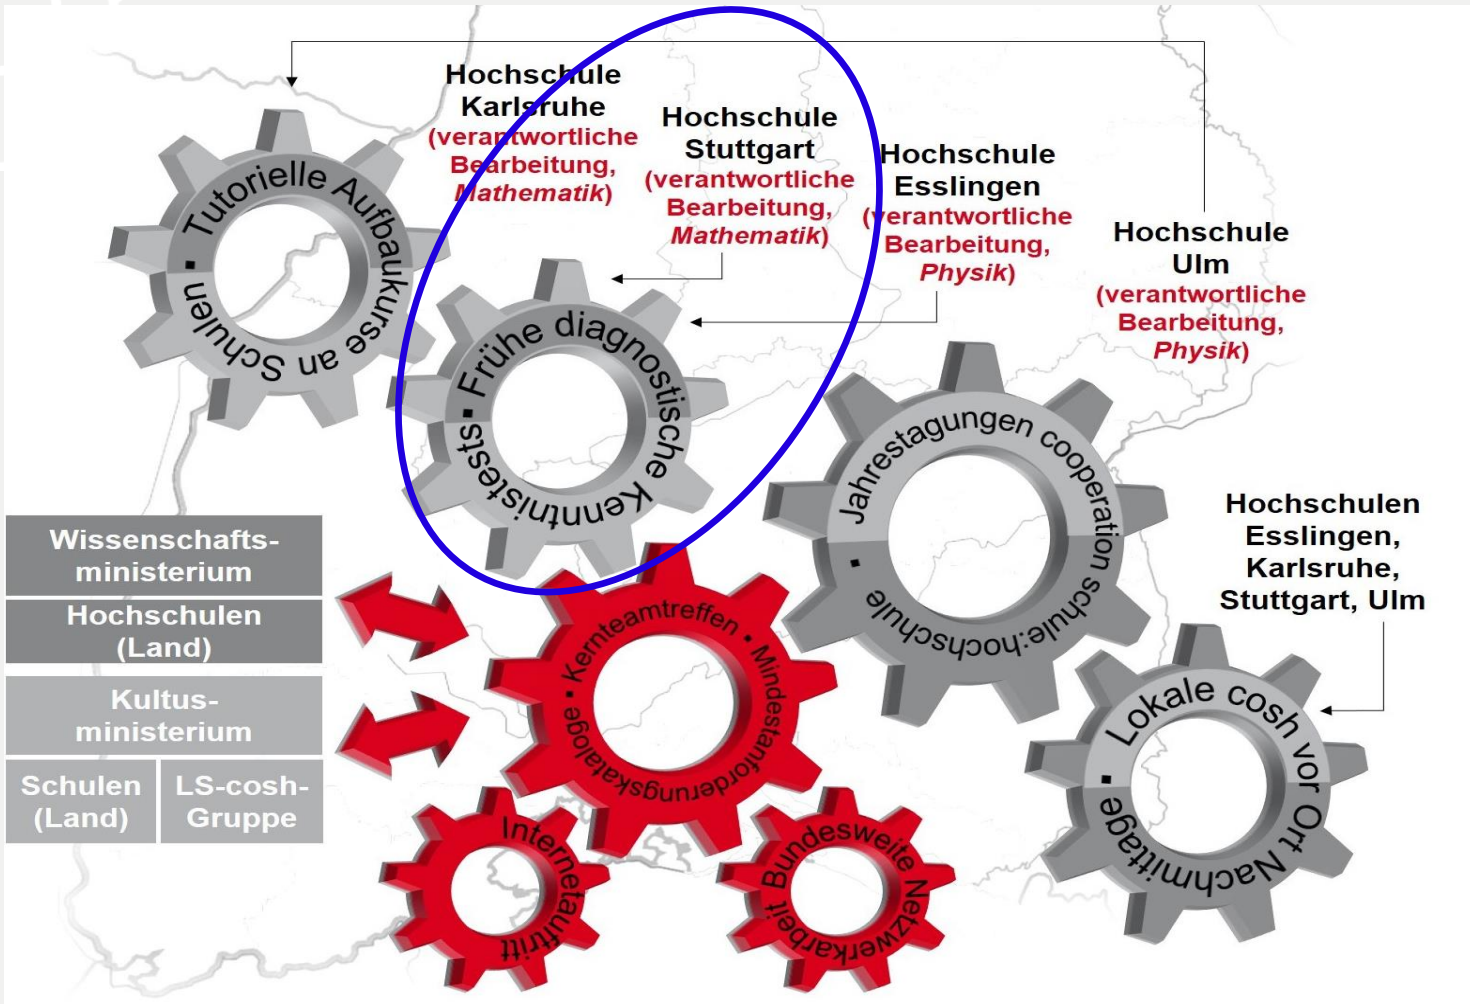 Hochschule
Karlsruhe
(verantwortliche
Bearbeitung,
Mathematik)
Hochschule
Stuttgart
(verantwortliche
Bearbeitung,
Mathematik)
Hochschule
Esslingen
(verantwortliche
Bearbeitung,
Physik)
Hochschule
Ulm
(verantwortliche
Bearbeitung,
Physik)
Tutorielle Aufbaukurse an Schulen
Frühe diagnostische Kenntnistests
Jahrestagungen cooperation schule:hochschule
Hochschulen
Esslingen,
Karlsruhe,
Stuttgart, Ulm
Lokale cosh vor Ort Nachmittage
Wissenschafts-
ministerium
Hochschulen
(Land)
Kultus-
ministerium
Schulen
(Land)
LS-cosh-
Gruppe
Kernteamtreffen • Mindestanforderungskataloge •
Internetauftritt
Bundesweite Netzwerkarbeit